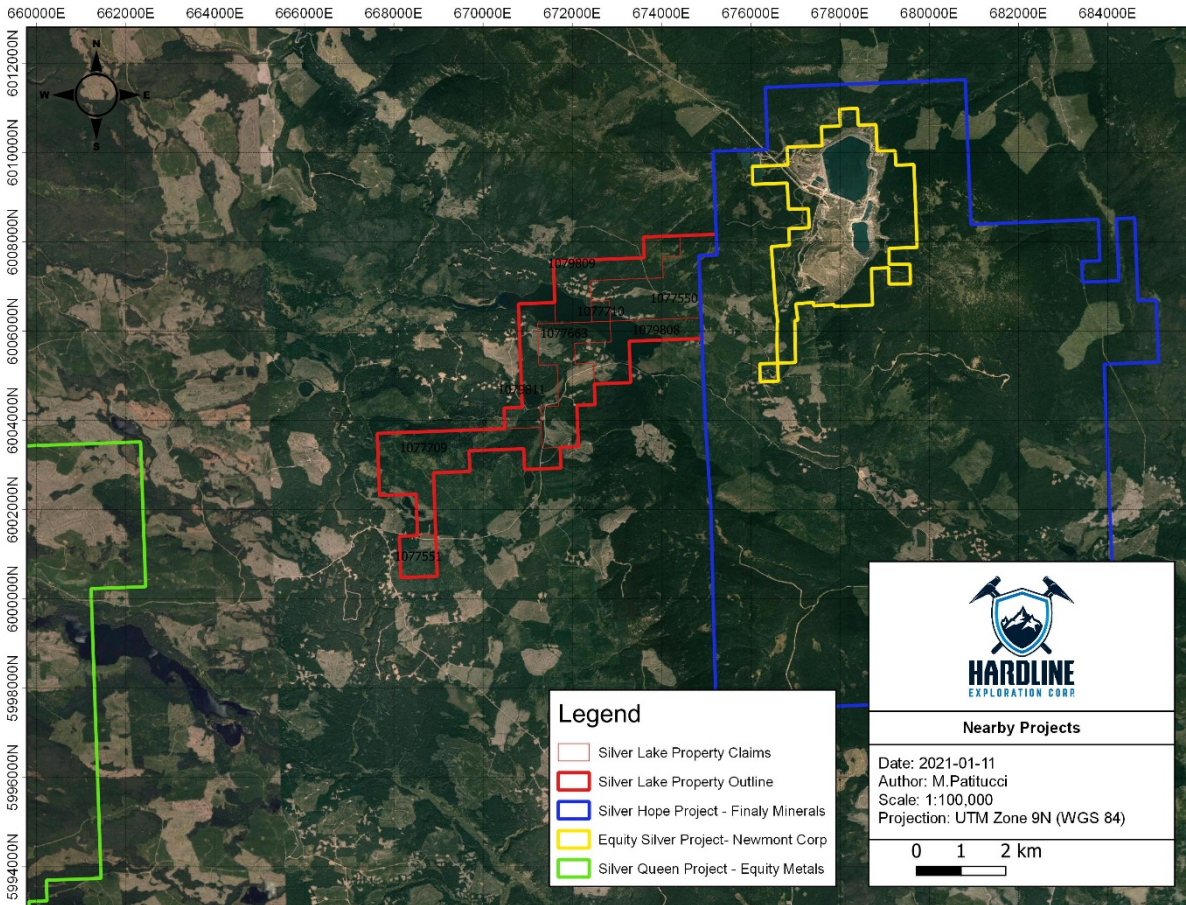 660000E 662000E 664000E 666000E 668000E 670000E 672000E 674000E 676000E 678000E 680000E 682000E 684000E
6012000N
6010000N
6008000N
6006000N
6004000N
6002000N
6000000N
5998000N
5996000N
5994000N
N
W E
S
1079809
1077550
1077710
1077663
1079808
1079811
1077709
1077551
Legend
Silver Lake Property Claims
Silver Lake Property Outline
Silver Hope Project - Finaly Minerals
Equity Silver Project- Newmont Corp
Silver Queen Project - Equity Metals
HARDLINE
EXPLORATION CORP.
Nearby Projects
Date: 2021-01-11
Author: M.Patitucci
Scale: 1:100,000
Projection: UTM Zone 9N (WGS 84)
0 1 2 km